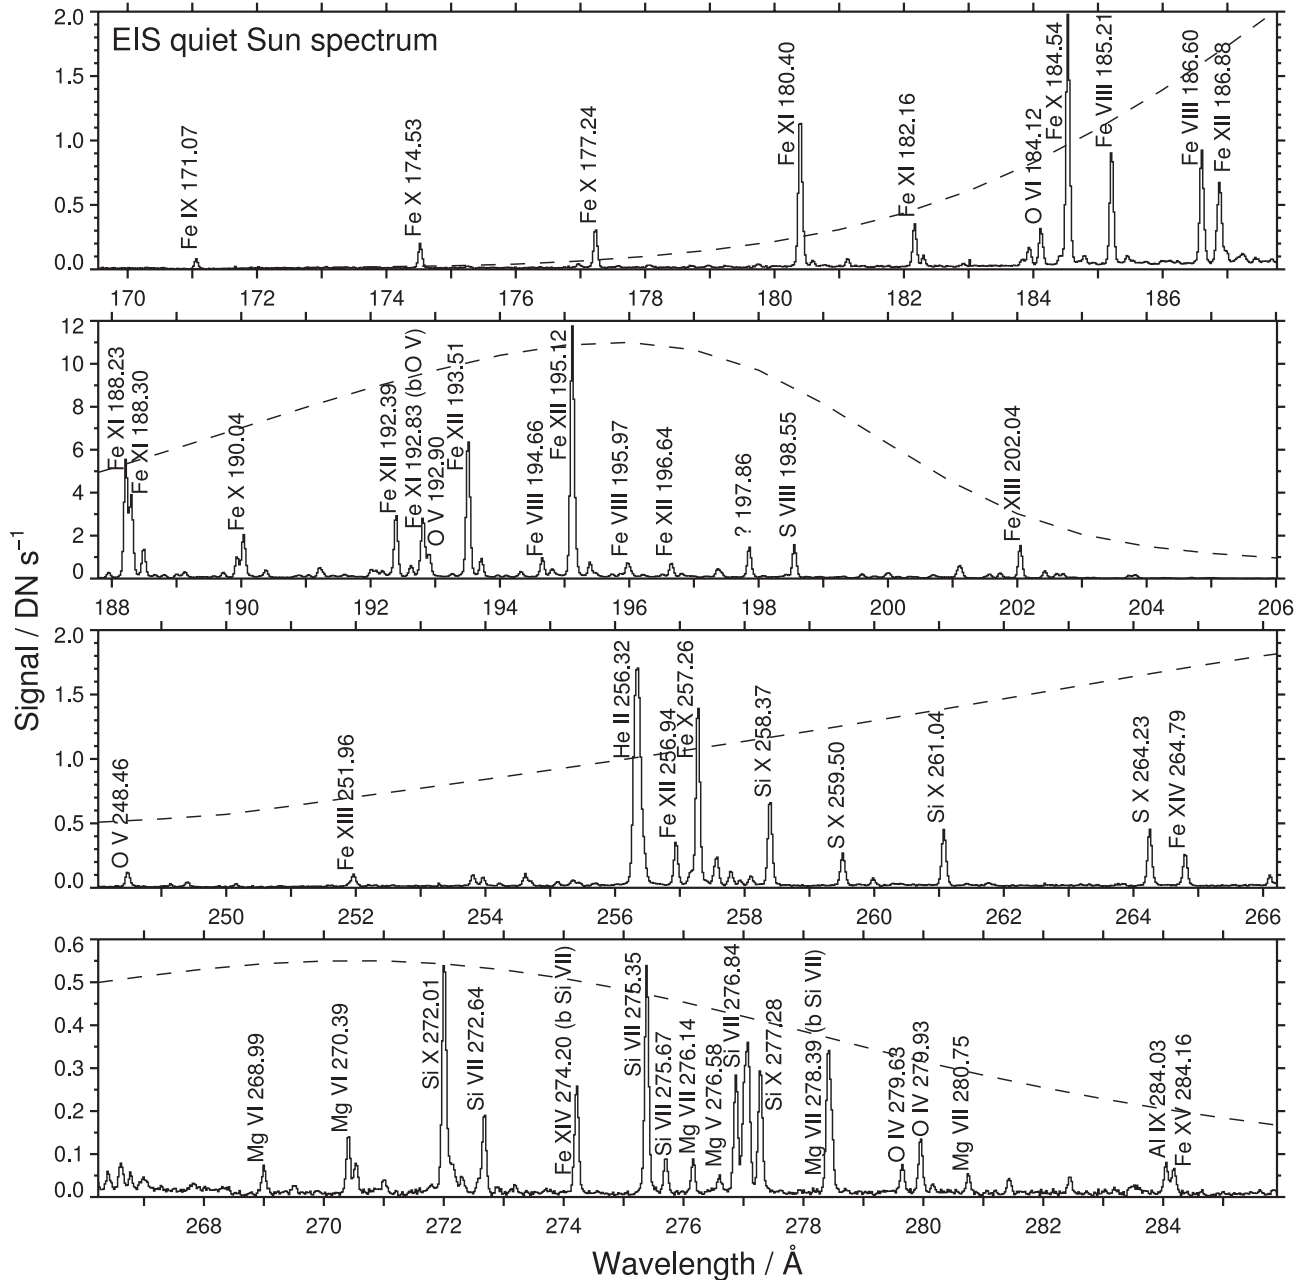 EIS quiet Sun spectrum
2.0
1.5
1.0
0.5
0.0
Fe IX 171.07
Fe X 174.53
Fe X 177.24
Fe XI 180.40
Fe XI 182.16
O VI 184.12
Fe X 184.54
Fe VIII 185.21
Fe VIII 186.60
Fe XII 186.88
170 172 174 176 178 180 182 184 186
12
10
8
6
4
2
0
Fe XI 188.23
Fe XI 188.30
Fe X 190.04
Fe XII 192.39
Fe XI 192.83 (bO V)
O V 192.90
Fe XII 193.51
Fe VIII 194.66
Fe XII 195.12
Fe VIII 195.97
Fe XII 196.64
? 197.86
S VIII 198.55
Fe XIII 202.04
188 190 192 194 196 198 200 202 204 206
Signal / DN s⁻¹
2.0
1.5
1.0
0.5
0.0
O V 248.46
Fe XIII 251.96
He II 256.32
Fe XII 256.94
Fe X 257.26
Si X 258.37
S X 259.50
Si X 261.04
S X 264.23
Fe XIV 264.79
250 252 254 256 258 260 262 264 266
0.6
0.5
0.4
0.3
0.2
0.1
0.0
Mg VI 268.99
Mg VI 270.39
Si X 272.01
Si VII 272.64
Fe XIV 274.20 (b Si VII)
Si VII 275.35
Si VII 275.67
Mg VII 276.14
Mg V 276.58
Si VII 276.84
Si X 277.28
Mg VII 278.39 (b Si VII)
O IV 279.63
O IV 279.93
Mg VII 280.75
Al IX 284.03
Fe XV 284.16
268 270 272 274 276 278 280 282 284
Wavelength / Å